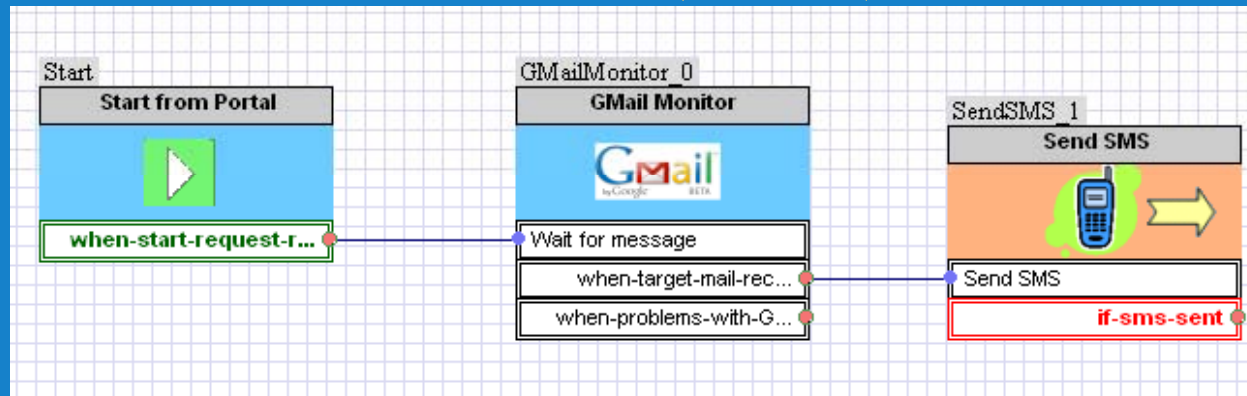 Start
Start from Portal
when-start-request-r...
GMailMonitor_0
GMail Monitor
Gmail
by Google BETA
Wait for message
when-target-mail-rec...
when-problems-with-G...
SendSMS_1
Send SMS
Send SMS
if-sms-sent